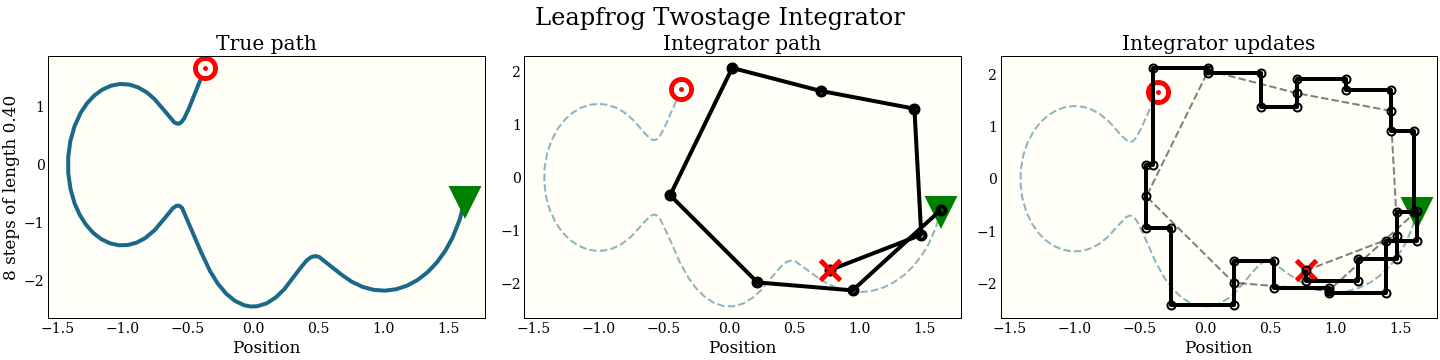 Leapfrog Twostage Integrator
True path
Integrator path
Integrator updates
8 steps of length 0.40
1
0
−1
−2
−1.5 −1.0 −0.5 0.0 0.5 1.0 1.5
Position
2
1
0
−1
−2
−1.5 −1.0 −0.5 0.0 0.5 1.0 1.5
Position
2
1
0
−1
−2
−1.5 −1.0 −0.5 0.0 0.5 1.0 1.5
Position